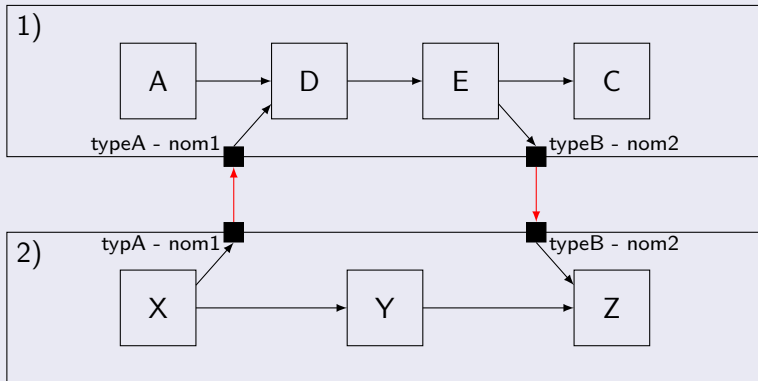 1)
A
D
E
C
typeA - nom1
typeB - nom2
2)
typA - nom1
typeB - nom2
X
Y
Z